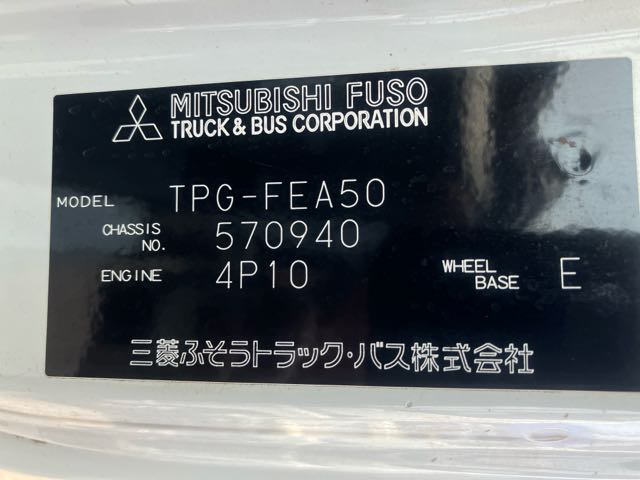 MITSUBISHI FUSO
TRUCK & BUS CORPORATION
MODEL TPG-FEA50
CHASSIS NO. 570940
ENGINE 4P10 WHEEL BASE E
三菱ふそうトラック・バス株式会社